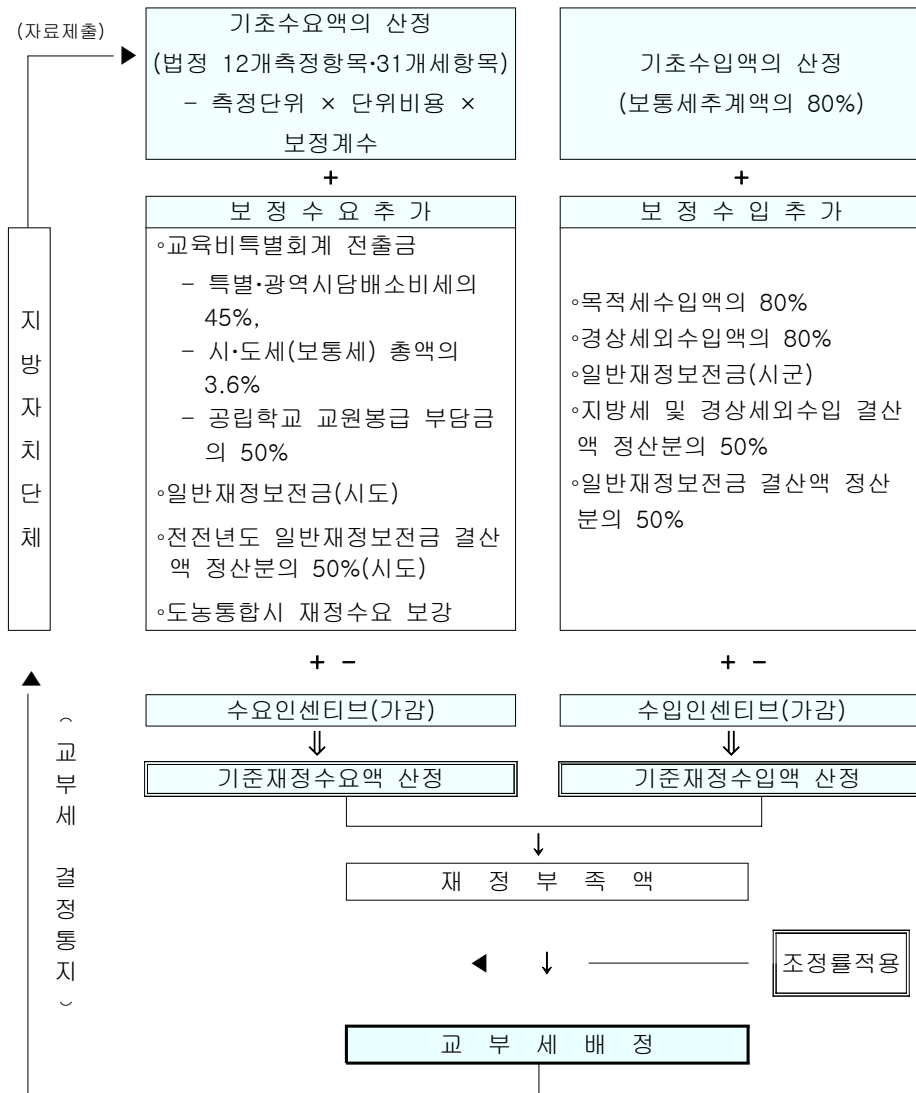 (자료제출)
기초수요액의 산정
(법정 12개측정항목·31개세항목)
- 측정단위 × 단위비용 ×
보정계수
기초수입액의 산정
(보통세추계액의 80%)
+
+
보 정 수 요 추 가
◦교육비특별회계 전출금
- 특별·광역시담배소비세의
45%,
- 시·도세(보통세) 총액의
3.6%
- 공립학교 교원봉급 부담금
의 50%
◦일반재정보전금(시도)
◦전전년도 일반재정보전금 결산
액 정산분의 50%(시도)
◦도농통합시 재정수요 보강
보 정 수 입 추 가
◦목적세수입액의 80%
◦경상세외수입액의 80%
◦일반재정보전금(시군)
◦지방세 및 경상세외수입 결산
액 정산분의 50%
◦일반재정보전금 결산액 정산
분의 50%
지
방
자
치
단
체
+ -
+ -
수요인센티브(가감)
수입인센티브(가감)
기준재정수요액 산정
기준재정수입액 산정
재 정 부 족 액
조정률적용
교 부 세 배 정
(
교
부
세
결
정
통
지
)